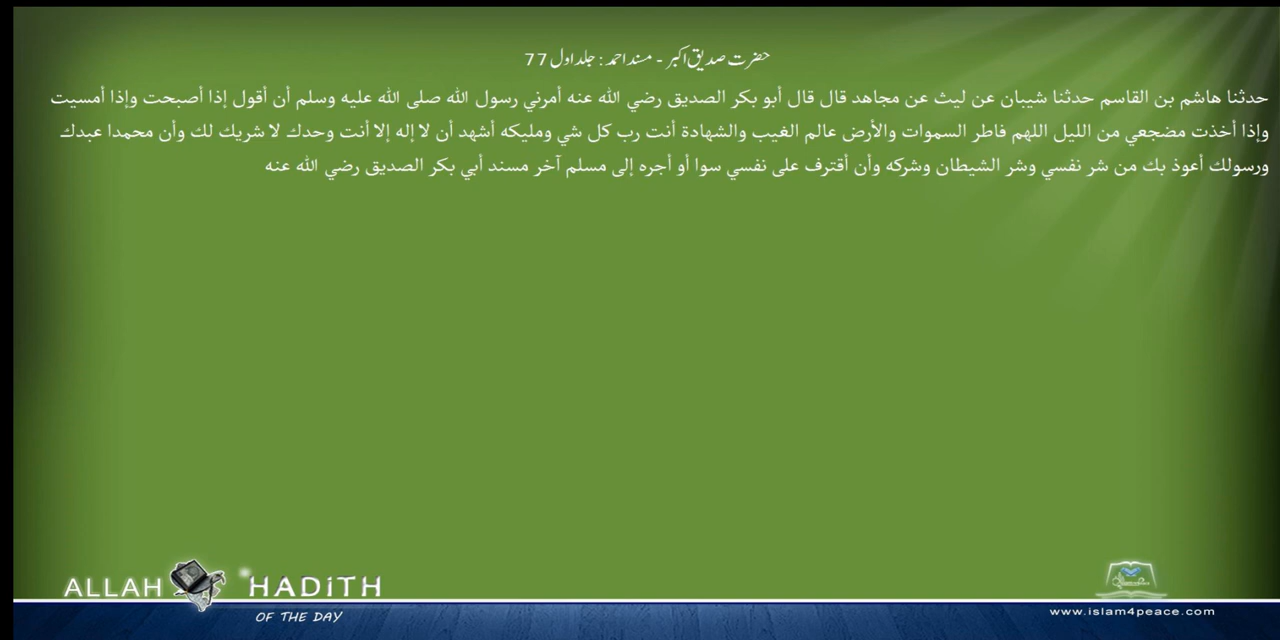 حضرت صدیق اکبر - مسند احمد: جلد اول 77
حدثنا هاشم بن القاسم حدثنا شيبان عن ليث عن مجاهد قال قال أبو بكر الصديق رضي الله عنه أمرني رسول الله صلى الله عليه وسلم أن أقول إذا أصبحت وإذا أمسيت
وإذا أخذت مضجعي من الليل اللهم فاطر السموات والأرض عالم الغيب والشهادة أنت رب كل شي ومليكه أشهد أن لا إله إلا أنت وحدك لا شريك لك وأن محمدا عبدك
ورسولك أعوذ بك من شر نفسي وشر الشيطان وشركه وأن أقترف على نفسي سوا أو أجره إلى مسلم آخر مسند أبي بكر الصديق رضي الله عنه
ALLAH HADITH
OF THE DAY
www.islam4peace.com